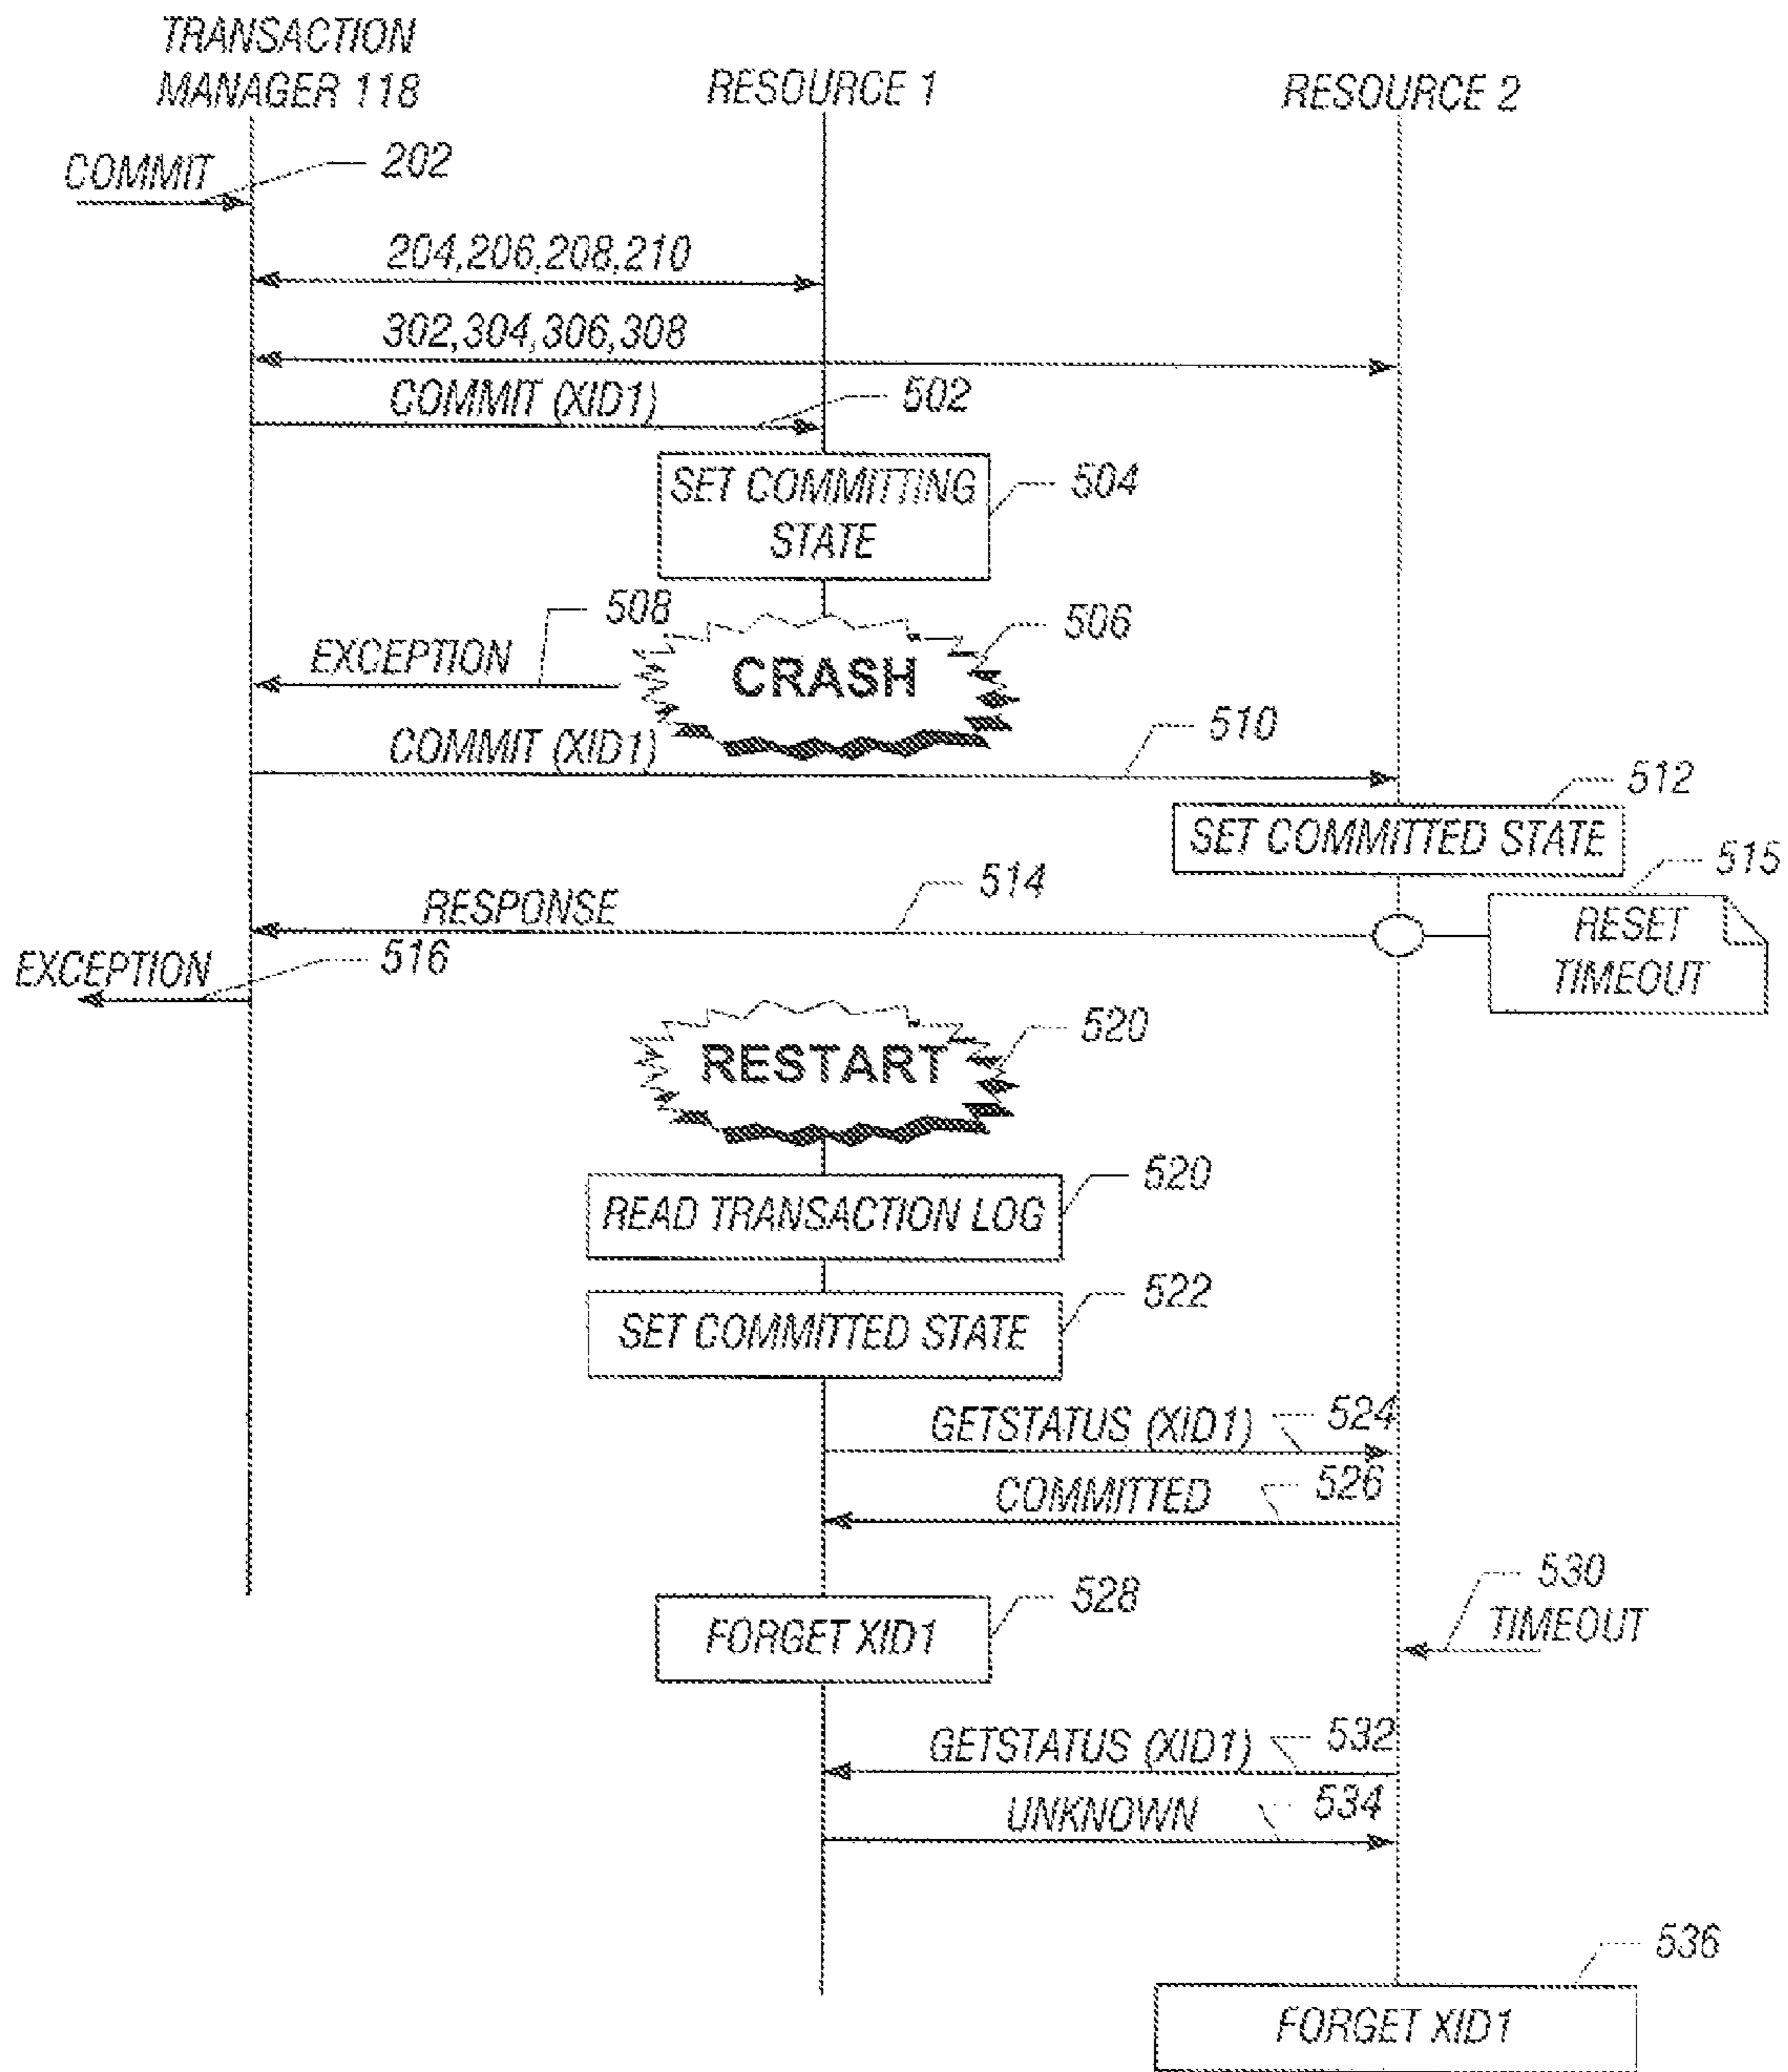 TRANSACTION
MANAGER 118
RESOURCE 1
RESOURCE 2
COMMIT
202
204,206,208,210
302,304,306,308
COMMIT (XID1)
502
SET COMMITTING
STATE
504
508
506
EXCEPTION
CRASH
COMMIT (XID1)
510
512
SET COMMITTED STATE
515
514
RESPONSE
RESET
TIMEOUT
EXCEPTION
516
520
RESTART
520
READ TRANSACTION LOG
522
SET COMMITTED STATE
GETSTATUS (XID1)
524
COMMITTED
526
530
TIMEOUT
528
FORGET XID1
GETSTATUS (XID1)
532
UNKNOWN
534
536
FORGET XID1